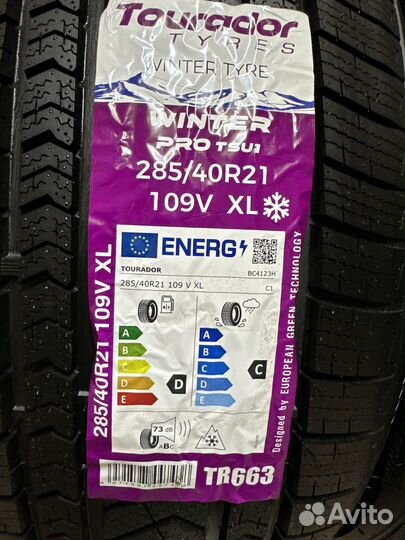 Tourador
TYRES
WINTER TYRE
WINTER
PRO TSU1
285/40R21
109V XL
285/40R21 109V XL
Designed by EUROPEAN GREEN TECHNOLOGY
ENERG
TOURADOR
BC4123H
285/40R21 109 V XL
C1
A
B
C
D
E
D
A
B
C
D
E
C
73 dB
ABC
TR663
Avito